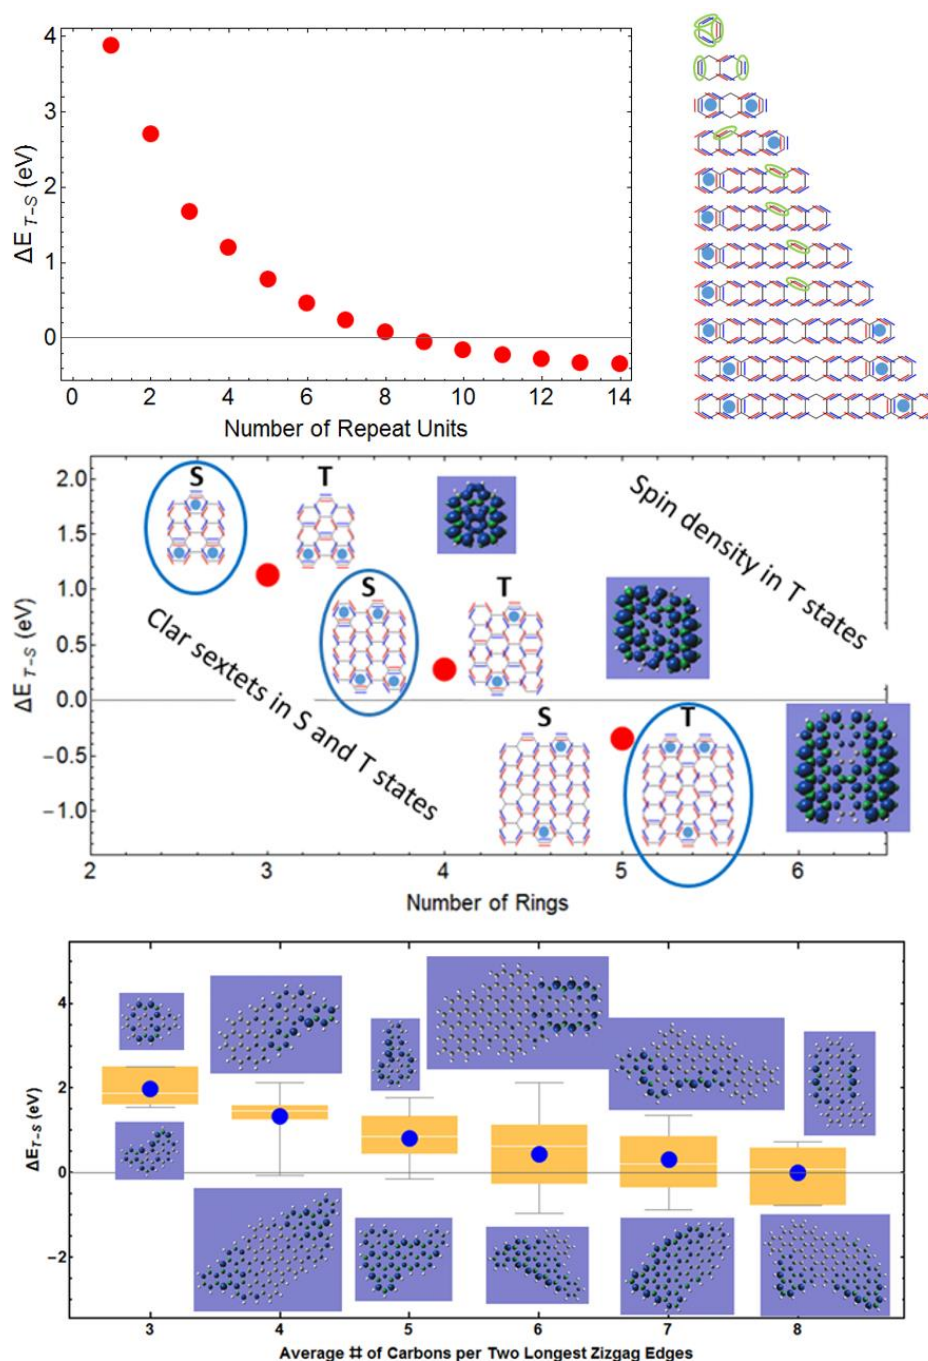 4
3
2
1
0
ΔE T-S (eV)
0 2 4 6 8 10 12 14
Number of Repeat Units
2.0
1.5
1.0
0.5
0.0
−0.5
−1.0
ΔE T-S (eV)
S T
S T
S T
Spin density in T states
Clar sextets in S and T states
2 3 4 5 6
Number of Rings
4
2
0
−2
ΔE T-S (eV)
3 4 5 6 7 8
Average # of Carbons per Two Longest Zizgag Edges